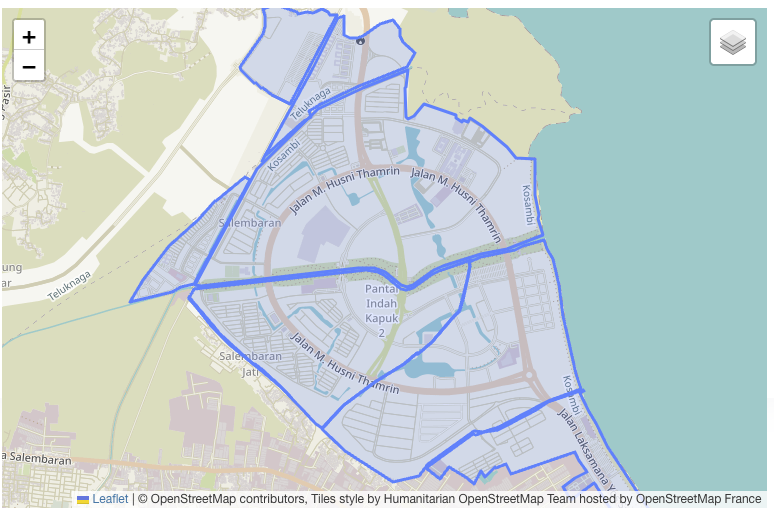 +
−
Pasir
Teluknaga
Kosambi
Jalan M. Husni Thamrin
Jalan M. Husni Thamrin
Kosambi
Salembaran
ung
ar
Teluknaga
Pantai
Indah
Kapuk
2
Salembaran
Jati
Jalan M. Husni Thamrin
Kosambi
Jalan Laksamana Y
a Salembaran
Leaflet | © OpenStreetMap contributors, Tiles style by Humanitarian OpenStreetMap Team hosted by OpenStreetMap France